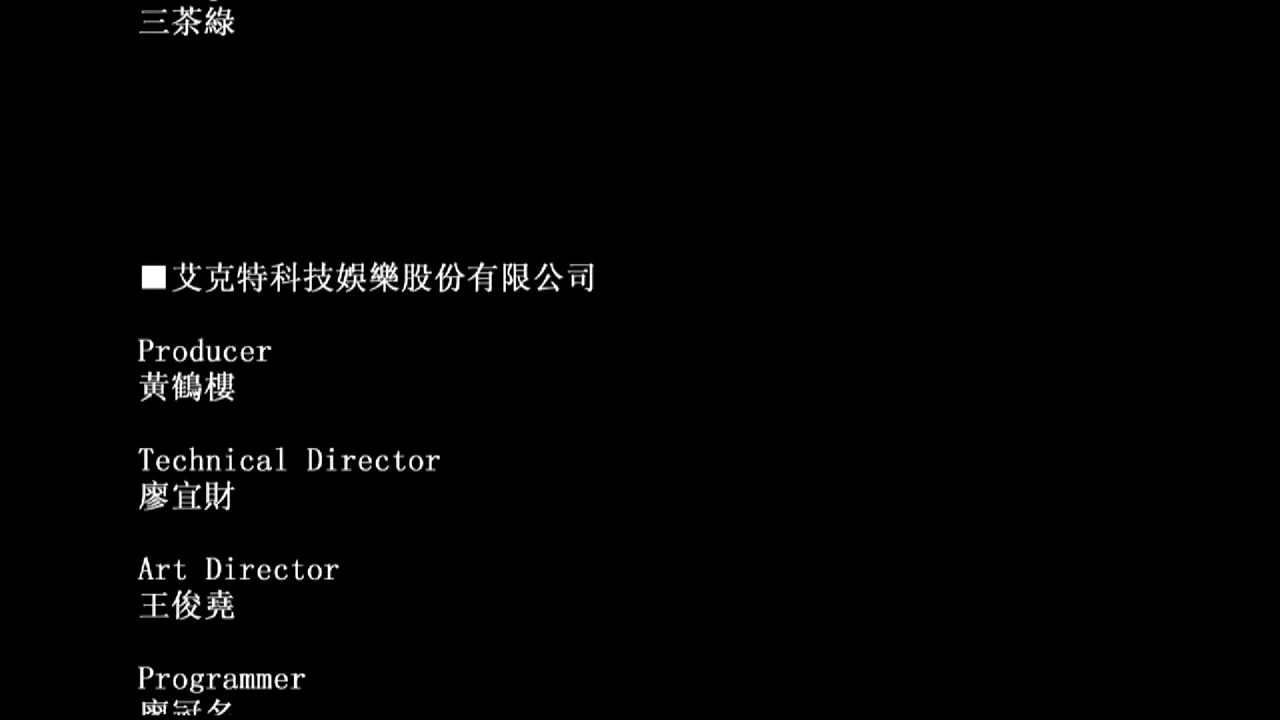 三茶綠
■艾克特科技娛樂股份有限公司
Producer
黃鶴樓
Technical Director
廖宜財
Art Director
王俊堯
Programmer